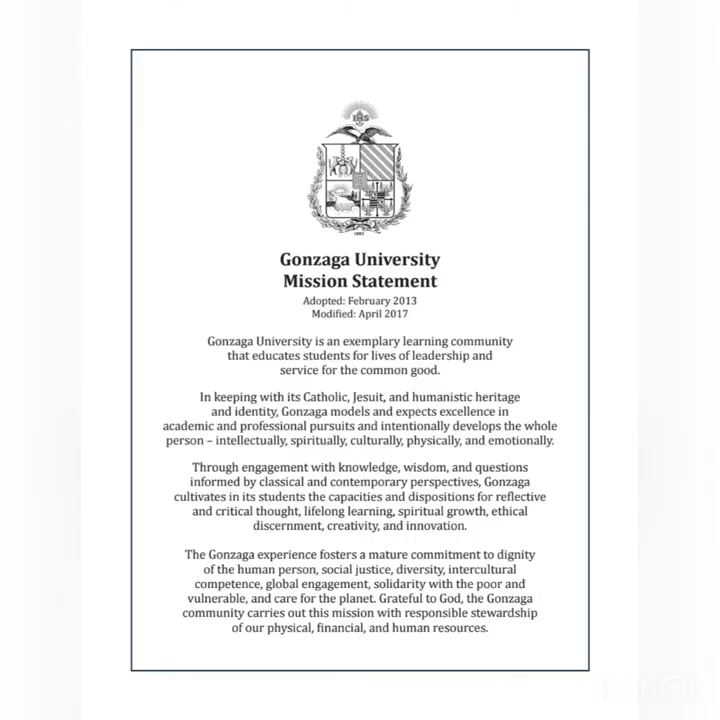 IHS
1887
Gonzaga University
Mission Statement
Adopted: February 2013
Modified: April 2017
Gonzaga University is an exemplary learning community
that educates students for lives of leadership and
service for the common good.
In keeping with its Catholic, Jesuit, and humanistic heritage
and identity, Gonzaga models and expects excellence in
academic and professional pursuits and intentionally develops the whole
person – intellectually, spiritually, culturally, physically, and emotionally.
Through engagement with knowledge, wisdom, and questions
informed by classical and contemporary perspectives, Gonzaga
cultivates in its students the capacities and dispositions for reflective
and critical thought, lifelong learning, spiritual growth, ethical
discernment, creativity, and innovation.
The Gonzaga experience fosters a mature commitment to dignity
of the human person, social justice, diversity, intercultural
competence, global engagement, solidarity with the poor and
vulnerable, and care for the planet. Grateful to God, the Gonzaga
community carries out this mission with responsible stewardship
of our physical, financial, and human resources.